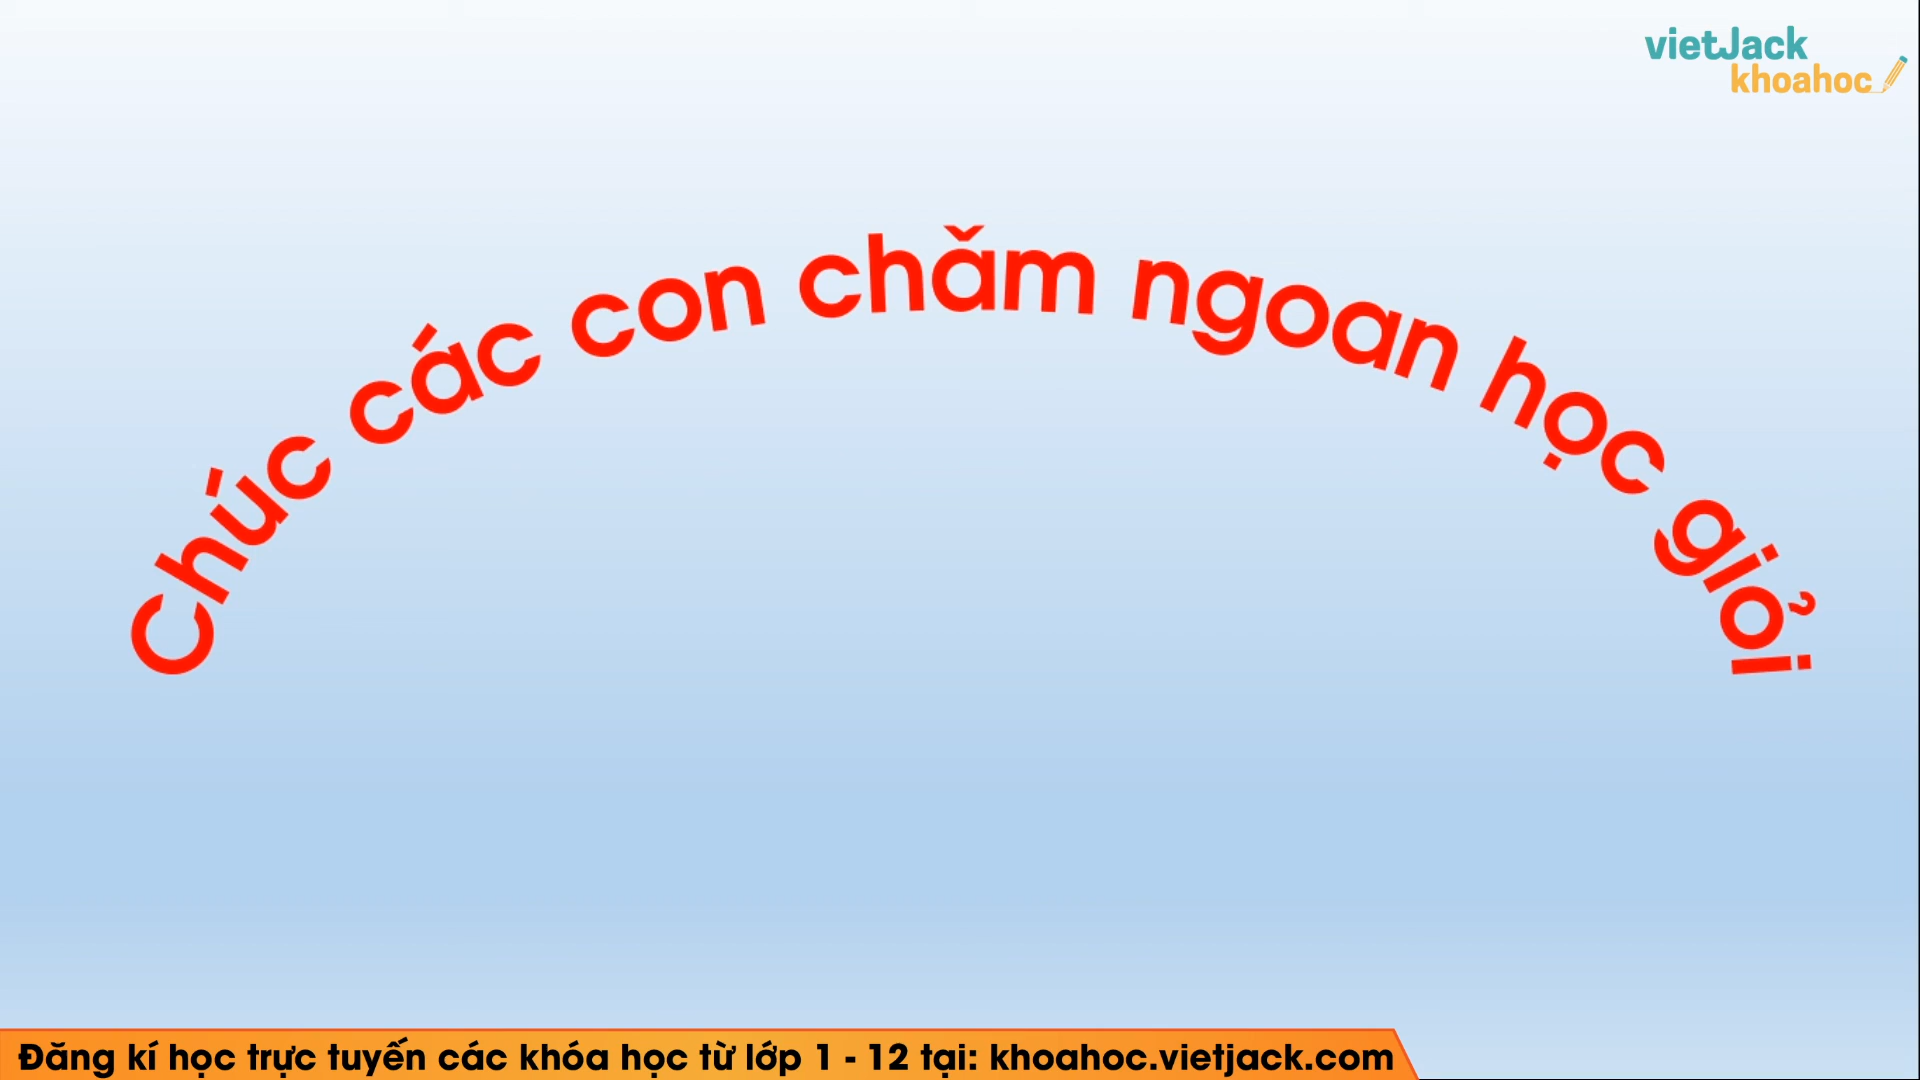 vietJack
khoahoc
Chúc các con chăm ngoan học giỏi
Đăng kí học trực tuyến các khóa học từ lớp 1 - 12 tại: khoahoc.vietjack.com